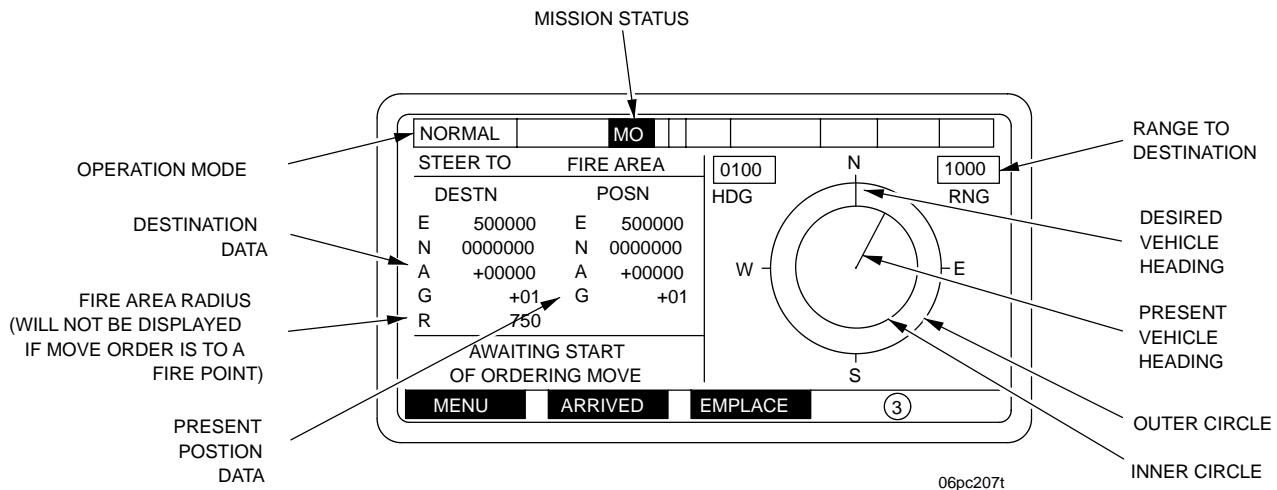 MISSION STATUS
OPERATION MODE
DESTINATION
DATA
FIRE AREA RADIUS
(WILL NOT BE DISPLAYED
IF MOVE ORDER IS TO A
FIRE POINT)
PRESENT
POSTION
DATA
NORMAL MO
STEER TO FIRE AREA
DESTN POSN
E 500000 E 500000
N 0000000 N 0000000
A +00000 A +00000
G +01 G +01
R 750
AWAITING START
OF ORDERING MOVE
0100
HDG
1000
RNG
N
W E
S
MENU ARRIVED EMPLACE 3
RANGE TO
DESTINATION
DESIRED
VEHICLE
HEADING
PRESENT
VEHICLE
HEADING
OUTER CIRCLE
INNER CIRCLE
06pc207t